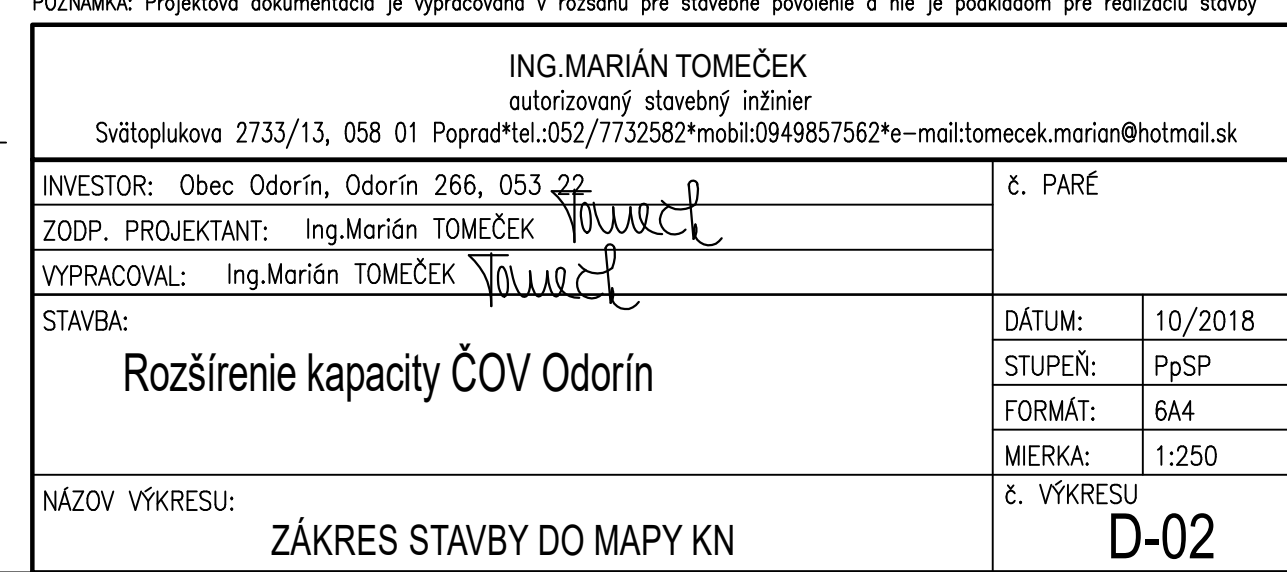 POZNÁMKA: Projektová dokumentácia je vypracovaná v rozsahu pre stavebné povolenie a nie je podkladom pre realizáciu stavby
ING.MARIÁN TOMEČEK
autorizovaný stavebný inžinier
Svätoplukova 2733/13, 058 01 Poprad*tel.:052/7732582*mobil:0949857562*e-mail:tomecek.marian@hotmail.sk
INVESTOR: Obec Odorín, Odorín 266, 053 22
č. PARÉ
ZODP. PROJEKTANT: Ing.Marián TOMEČEK Tomeček
VYPRACOVAL: Ing.Marián TOMEČEK Tomeček
STAVBA:
Rozšírenie kapacity ČOV Odorín
DÁTUM: 10/2018
STUPEŇ: PpSP
FORMÁT: 6A4
MIERKA: 1:250
NÁZOV VÝKRESU:
ZÁKRES STAVBY DO MAPY KN
č. VÝKRESU
D-02